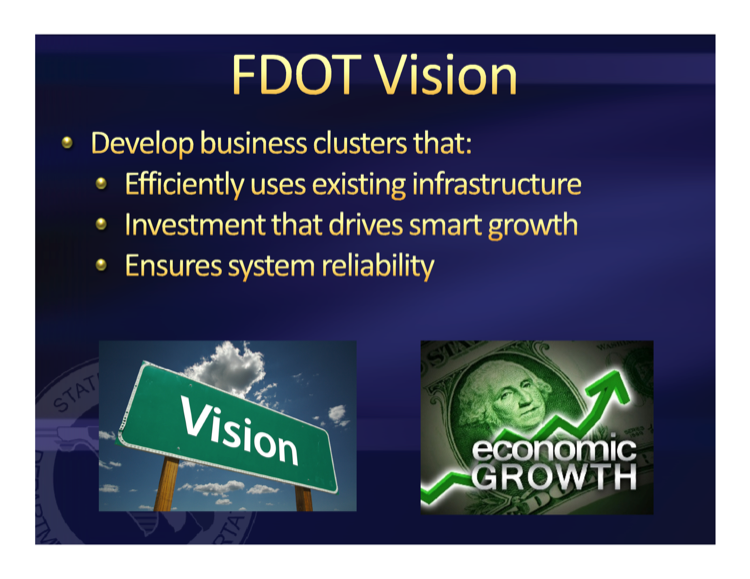 FDOT Vision
Develop business clusters that:
Efficiently uses existing infrastructure
Investment that drives smart growth
Ensures system reliability
Vision
economic
GROWTH